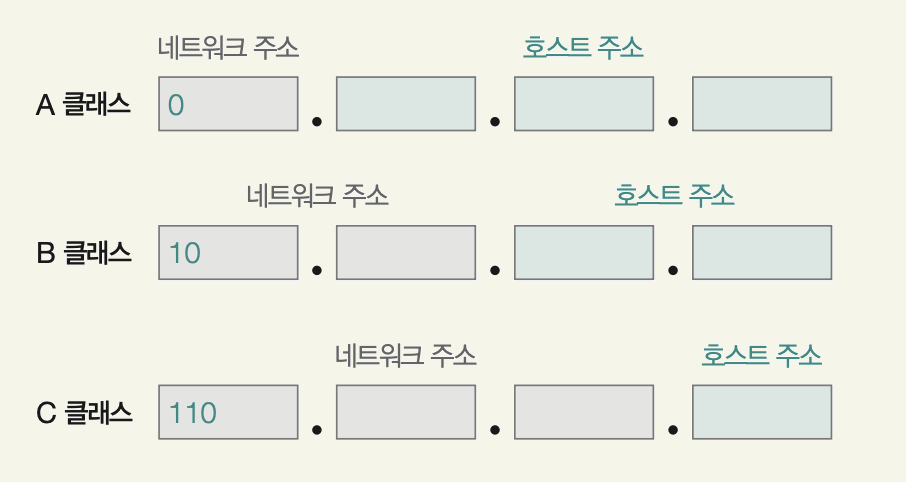 네트워크 주소 호스트 주소
A 클래스 0 . . .
네트워크 주소 호스트 주소
B 클래스 10 . . .
네트워크 주소 호스트 주소
C 클래스 110 . . .